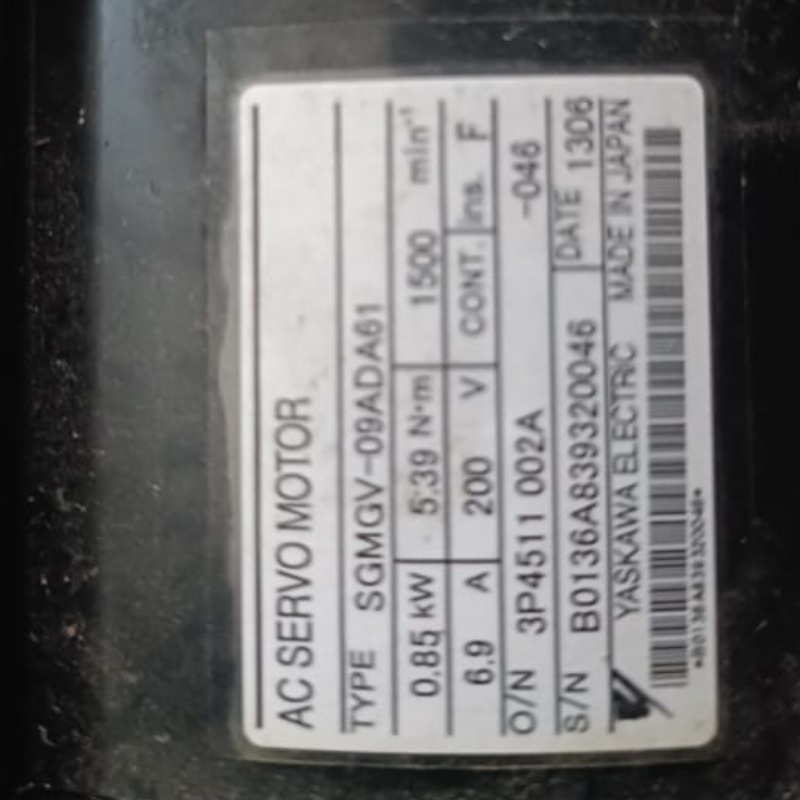 AC SERVO MOTOR
TYPE SGMGV-09ADA61
0.85 kW 5.39 N·m 1500 min⁻¹
6.9 A 200 V CONT. ins. F
O/N 3P4511 002A -046
S/N B0136A839320046 DATE 1306
YASKAWA ELECTRIC MADE IN JAPAN
*B0136A839320046*